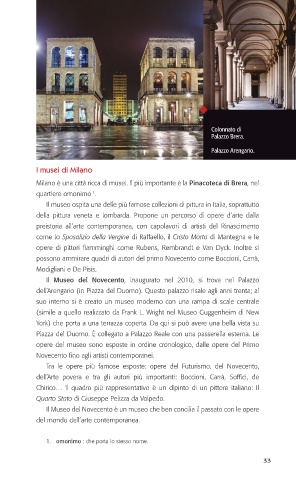 Colonnato di
Palazzo Brera.
Palazzo Arengario.
I musei di Milano
Milano è una città ricca di musei. Il più importante è la Pinacoteca di Brera, nel
quartiere omonimo 1.
Il museo ospita una delle più famose collezioni di pittura in Italia, soprattutto
della pittura veneta e lombarda. Propone un percorso di opere d'arte dalla
preistoria all'arte contemporanea, con capolavori di artisti del Rinascimento
come lo Sposalizio della Vergine di Raffaello, il Cristo Morto di Mantegna e le
opere di pittori fiamminghi come Rubens, Rembrandt e Van Dyck. Inoltre si
possono ammirare quadri di autori del primo Novecento come Boccioni, Carrà,
Modigliani e De Pisis.
Il Museo del Novecento, inaugurato nel 2010, si trova nel Palazzo
dell'Arengario (in Piazza del Duomo). Questo palazzo risale agli anni trenta; al
suo interno si è creato un museo moderno con una rampa di scale centrale
(simile a quello realizzato da Frank L. Wright nel Museo Guggenheim di New
York) che porta a una terrazza coperta. Da qui si può avere una bella vista su
Piazza del Duomo. È collegato a Palazzo Reale con una passerella esterna. Le
opere del museo sono esposte in ordine cronologico, dalle opere del Primo
Novecento fino agli artisti contemporanei.
Tra le opere più famose esposte: opere del Futurismo, del Novecento,
dell'Arte povera e tra gli autori più importanti: Boccioni, Carrà, Soffici, de
Chirico... Il quadro più rappresentativo è un dipinto di un pittore italiano: Il
Quarto Stato di Giuseppe Pelizza da Volpedo.
Il Museo del Novecento è un museo che ben concilia il passato con le opere
del mondo dell'arte contemporanea.
1. omonimo : che porta lo stesso nome.
33